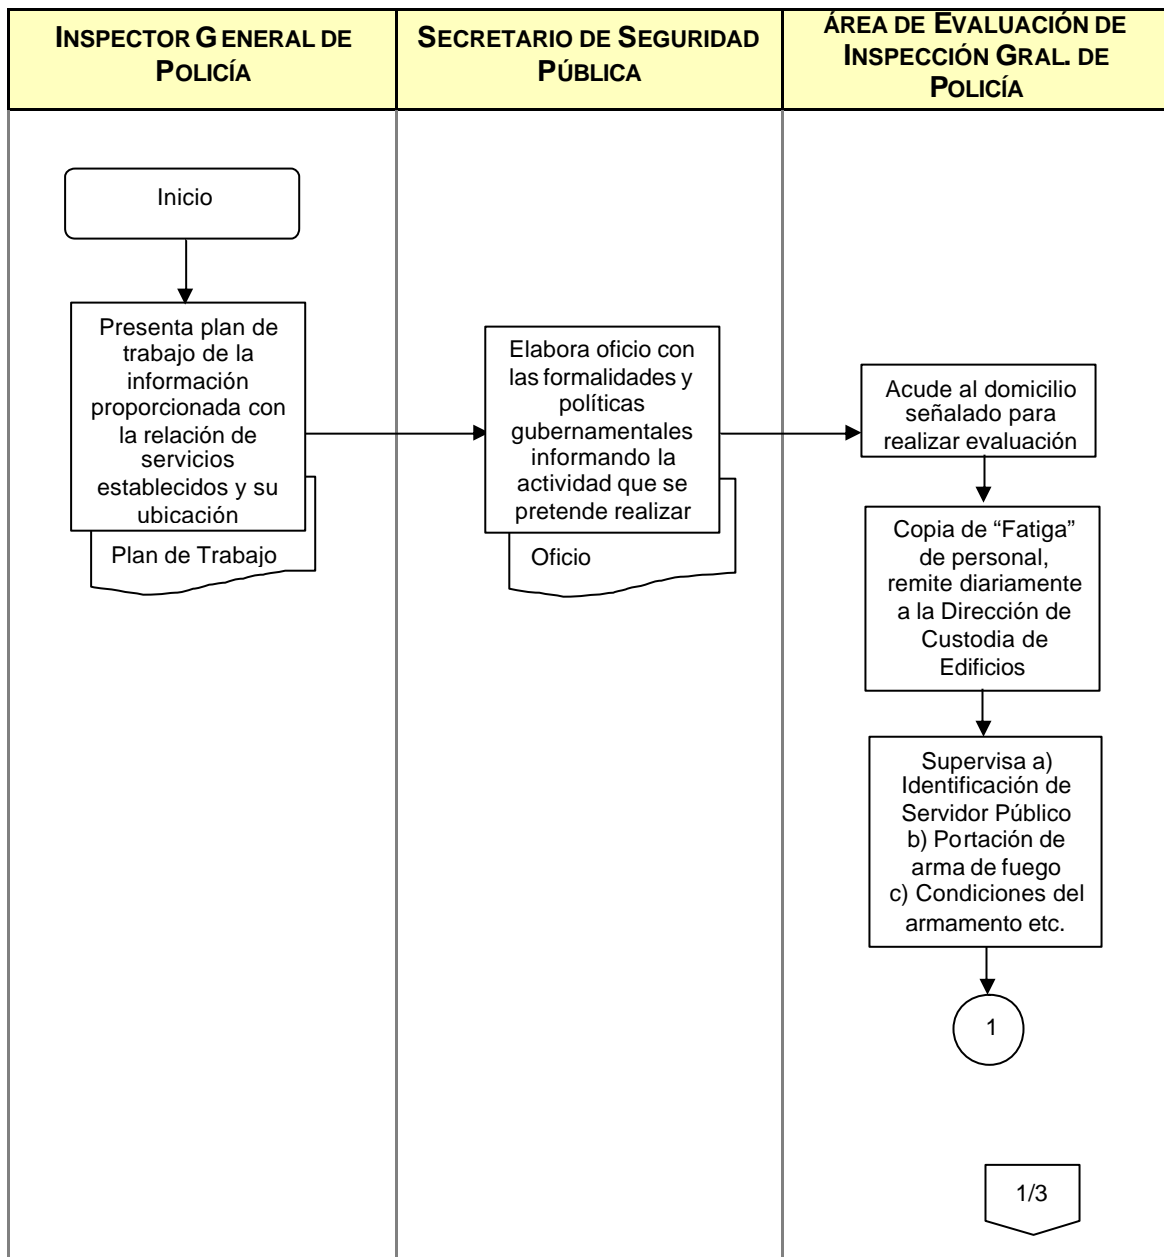 INSPECTOR GENERAL DE
POLICÍA
SECRETARIO DE SEGURIDAD
PÚBLICA
ÁREA DE EVALUACIÓN DE
INSPECCIÓN GRAL. DE
POLICÍA
Inicio
Presenta plan de
trabajo de la
información
proporcionada con
la relación de
servicios
establecidos y su
ubicación
Plan de Trabajo
Elabora oficio con
las formalidades y
políticas
gubernamentales
informando la
actividad que se
pretende realizar
Oficio
Acude al domicilio
señalado para
realizar evaluación
Copia de “Fatiga”
de personal,
remite diariamente
a la Dirección de
Custodia de
Edificios
Supervisa a)
Identificación de
Servidor Público
b) Portación de
arma de fuego
c) Condiciones del
armamento etc.
1
1/3